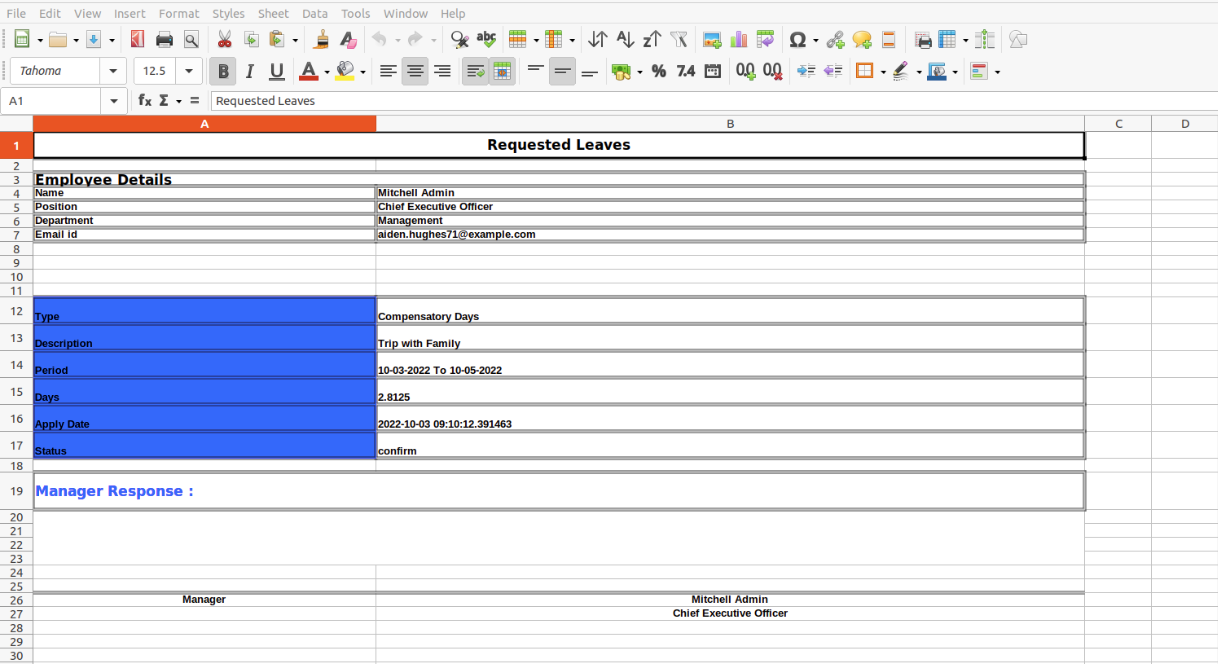 File Edit View Insert Format Styles Sheet Data Tools Window Help
Tahoma 12.5 B I U A % 7.4
A1 fx Σ = Requested Leaves
A B C D
1 Requested Leaves
2
3 Employee Details
4 Name Mitchell Admin
5 Position Chief Executive Officer
6 Department Management
7 Email id aiden.hughes71@example.com
8
9
10
11
12 Type Compensatory Days
13 Description Trip with Family
14 Period 10-03-2022 To 10-05-2022
15 Days 2.8125
16 Apply Date 2022-10-03 09:10:12.391463
17 Status confirm
18
19 Manager Response :
20
21
22
23
24
25
26 Manager Mitchell Admin
27 Chief Executive Officer
28
29
30